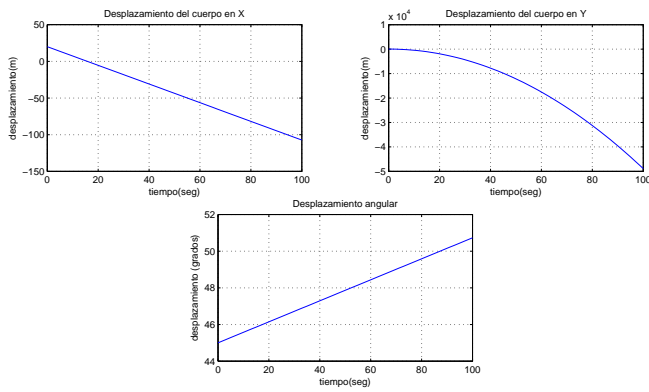 Desplazamiento del cuerpo en X
50
0
−50
−100
−150
desplazamiento(m)
0 20 40 60 80 100
tiempo(seg)
Desplazamiento del cuerpo en Y
x 10^4
1
0
−1
−2
−3
−4
−5
desplazamiento(m)
0 20 40 60 80 100
tiempo(seg)
Desplazamiento angular
52
50
48
46
44
desplazamiento (grados)
0 20 40 60 80 100
tiempo(seg)